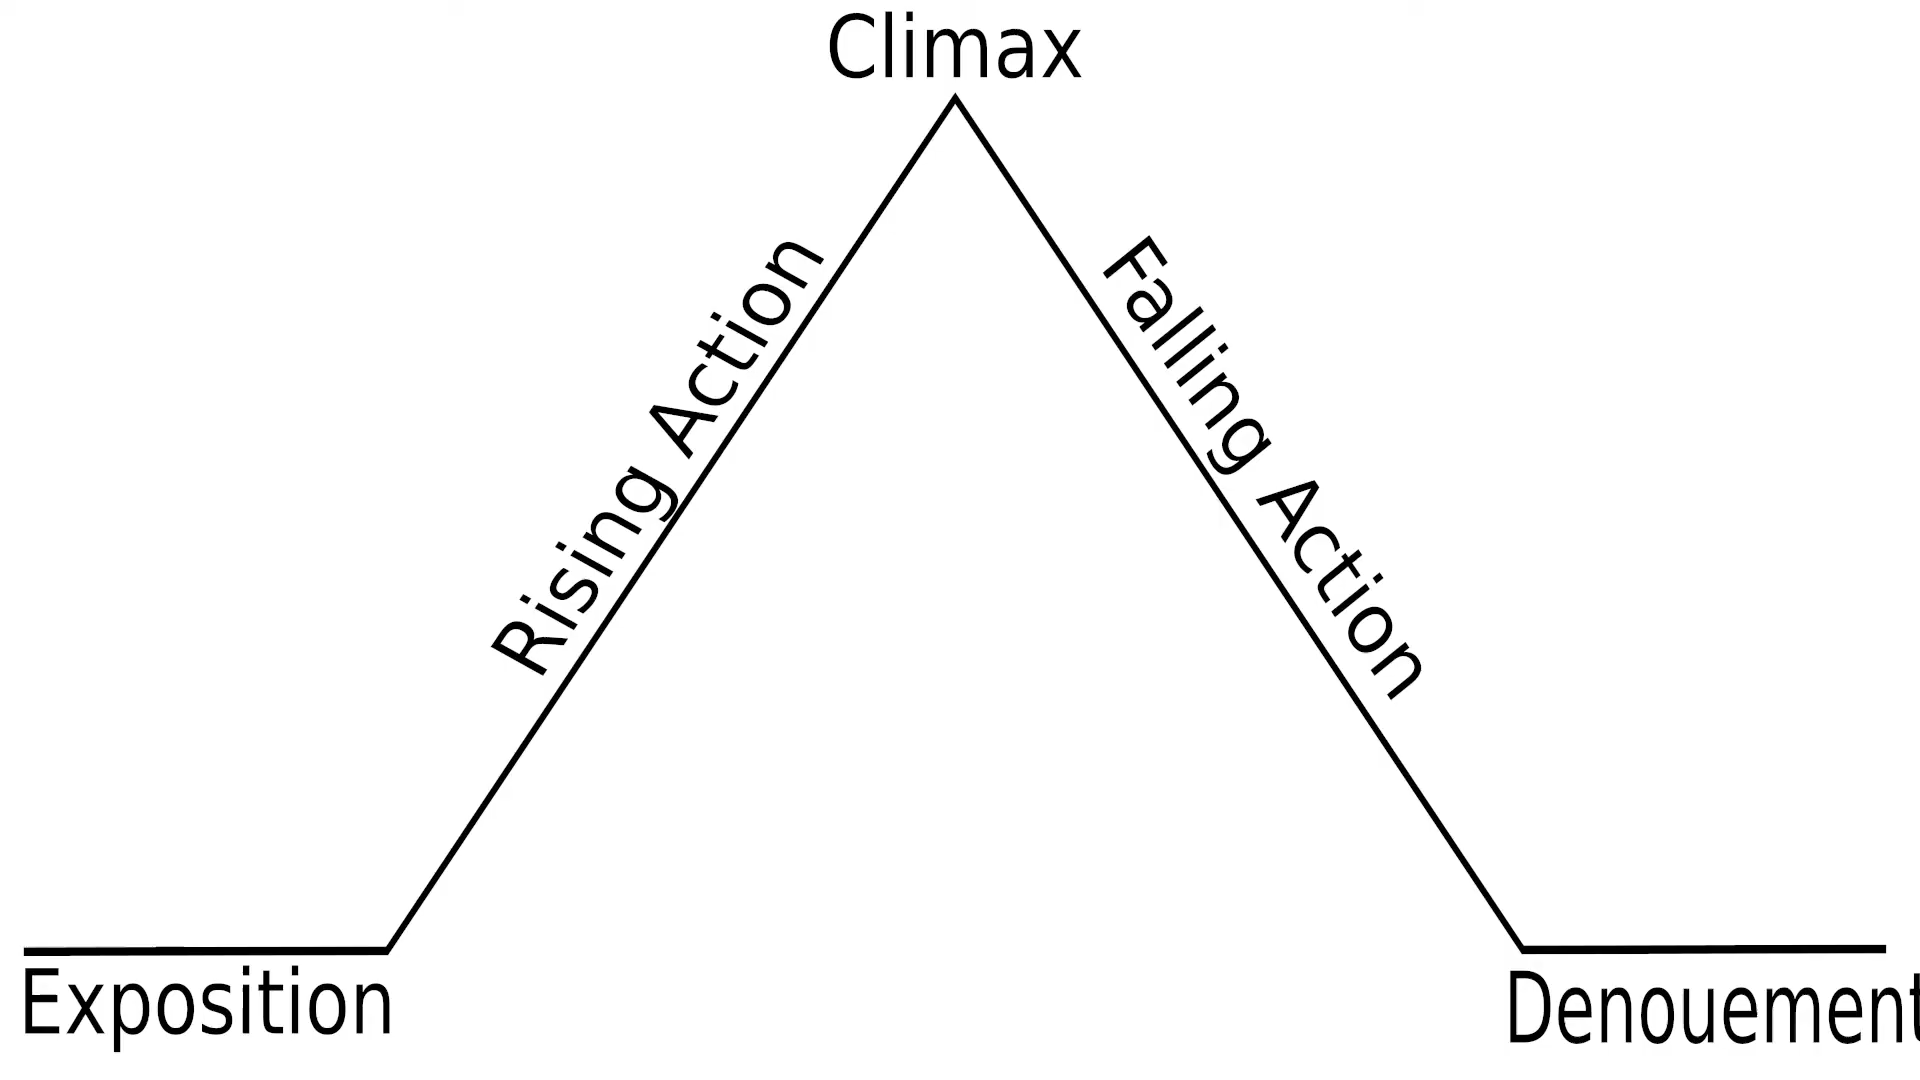 Climax
Rising Action
Falling Action
Exposition
Denouement